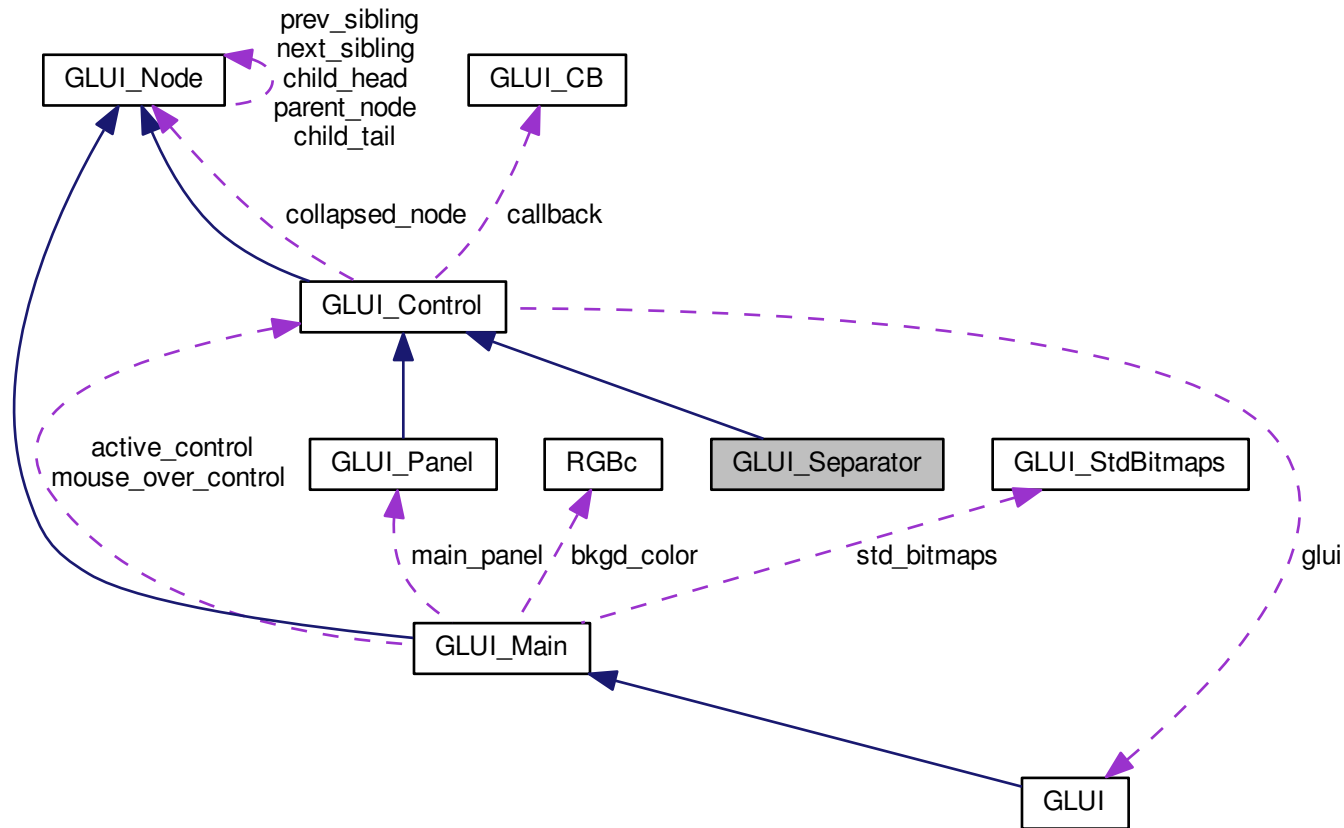 prev_sibling
next_sibling
child_head
parent_node
child_tail
GLUI_Node
GLUI_CB
collapsed_node
callback
GLUI_Control
active_control
mouse_over_control
GLUI_Panel
RGBc
GLUI_Separator
GLUI_StdBitmaps
main_panel
bkgd_color
std_bitmaps
glui
GLUI_Main
GLUI